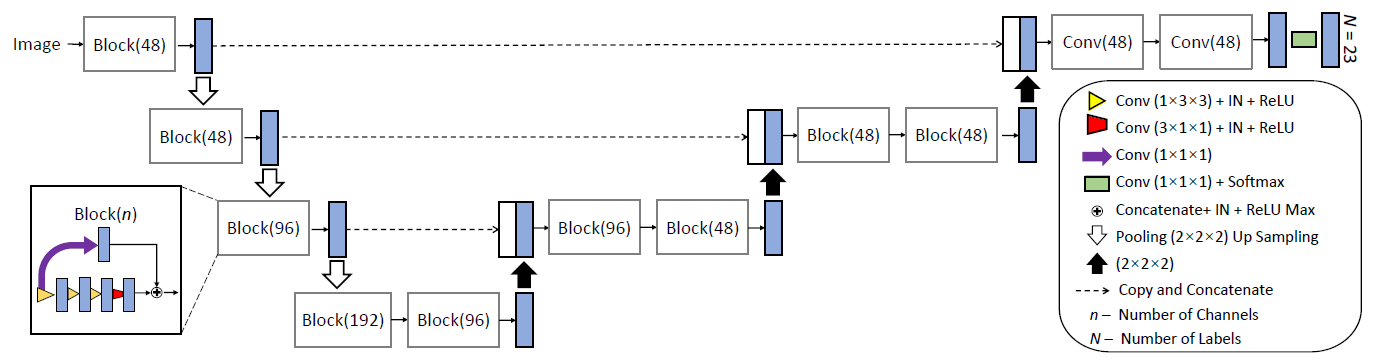 Image
Block(48)
Conv(48)
Conv(48)
N = 23
Block(48)
Block(48)
Block(48)
Block(96)
Block(96)
Block(48)
Block(192)
Block(96)
Block(n)
Conv (1×3×3) + IN + ReLU
Conv (3×1×1) + IN + ReLU
Conv (1×1×1)
Conv (1×1×1) + Softmax
Concatenate+ IN + ReLU Max
Pooling (2×2×2) Up Sampling
(2×2×2)
Copy and Concatenate
n – Number of Channels
N – Number of Labels